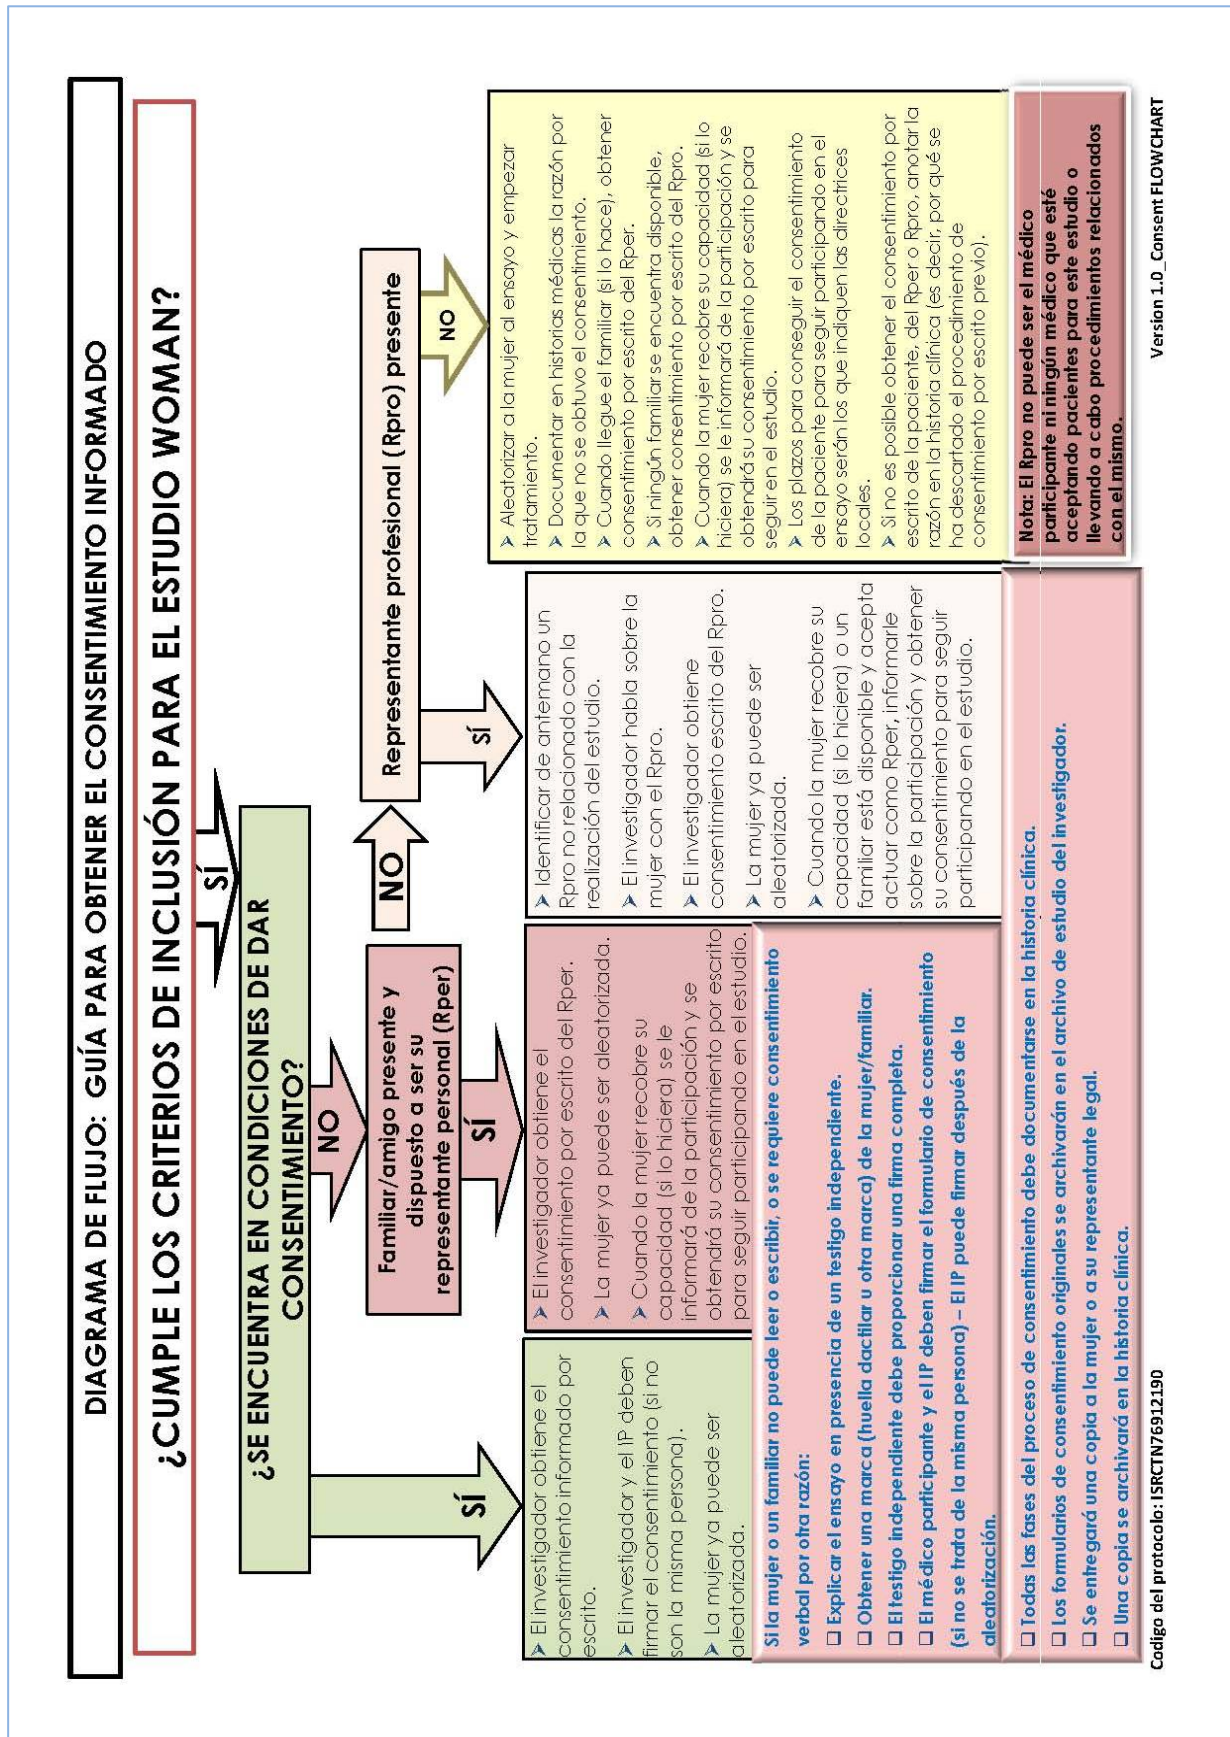 DIAGRAMA DE FLUJO: GUÍA PARA OBTENER EL CONSENTIMIENTO INFORMADO
¿CUMPLE LOS CRITERIOS DE INCLUSIÓN PARA EL ESTUDIO WOMAN?
SÍ
¿SE ENCUENTRA EN CONDICIONES DE DAR
CONSENTIMIENTO?
SÍ
NO
Familiar/amigo presente y
dispuesto a ser su
representante personal (Rper)
NO
Representante profesional (Rpro) presente
SÍ
SÍ
NO
➢ El investigador obtiene el
consentimiento informado por
escrito.
➢ El investigador y el IP deben
firmar el consentimiento (si no
son la misma persona).
➢ La mujer ya puede ser
aleatorizada.
➢ El investigador obtiene el
consentimiento por escrito del Rper.
➢ La mujer ya puede ser aleatorizada.
➢ Cuando la mujer recobre su
capacidad (si lo hiciera) se le
informará de la participación y se
obtendrá su consentimiento por escrito
para seguir participando en el estudio.
➢ Identificar de antemano un
Rpro no relacionado con la
realización del estudio.
➢ El investigador habla sobre la
mujer con el Rpro.
➢ El investigador obtiene
consentimiento escrito del Rpro.
➢ La mujer ya puede ser
aleatorizada.
➢ Cuando la mujer recobre su
capacidad (si lo hiciera) o un
familiar está disponible y acepta
actuar como Rper, informarle
sobre la participación y obtener
su consentimiento para seguir
participando en el estudio.
➢ Aleatorizar a la mujer al ensayo y empezar
tratamiento.
➢ Documentar en historias médicas la razón por
la que no se obtuvo el consentimiento.
➢ Cuando llegue el familiar (si lo hace), obtener
consentimiento por escrito del Rper.
➢ Si ningún familiar se encuentra disponible,
obtener consentimiento por escrito del Rpro.
➢ Cuando la mujer recobre su capacidad (si lo
hiciera) se le informará de la participación y se
obtendrá su consentimiento por escrito para
seguir en el estudio.
➢ Los plazos para conseguir el consentimiento
de la paciente para seguir participando en el
ensayo serán los que indiquen las directrices
locales.
➢ Si no es posible obtener el consentimiento por
escrito de la paciente, del Rper o Rpro, anotar la
razón en la historia clínica (es decir, por qué se
ha descartado el procedimiento de
consentimiento por escrito previo).
Si la mujer o un familiar no puede leer o escribir, o se requiere consentimiento
verbal por otra razón:
❑ Explicar el ensayo en presencia de un testigo independiente.
❑ Obtener una marca (huella dactilar u otra marca) de la mujer/familiar.
❑ El testigo independiente debe proporcionar una firma completa.
❑ El médico participante y el IP deben firmar el formulario de consentimiento
(si no se trata de la misma persona) – El IP puede firmar después de la
aleatorización.
❑ Todas las fases del proceso de consentimiento debe documentarse en la historia clínica.
❑ Los formularios de consentimiento originales se archivarán en el archivo de estudio del investigador.
❑ Se entregará una copia a la mujer o a su representante legal.
❑ Una copia se archivará en la historia clínica.
Nota: El Rpro no puede ser el médico
participante ni ningún médico que esté
aceptando pacientes para este estudio o
llevando a cabo procedimientos relacionados
con el mismo.
Codigo del protocolo: ISRCTN76912190
Version 1.0_Consent FLOWCHART